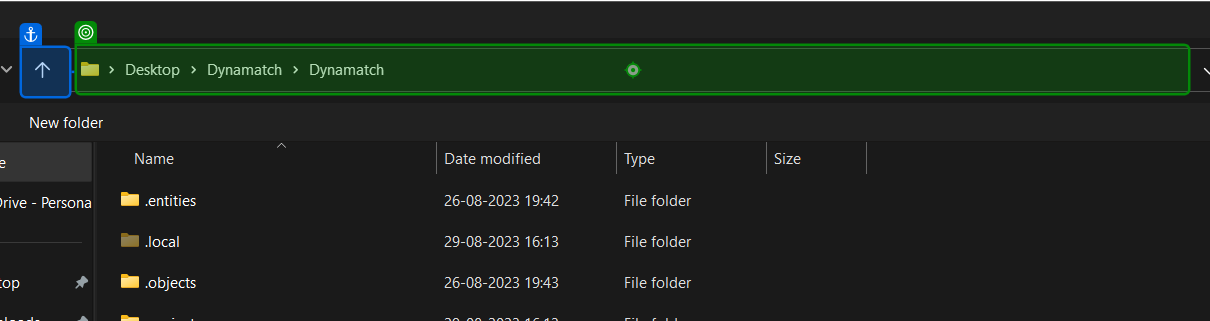 Desktop > Dynamatch > Dynamatch
New folder
Name Date modified Type Size
.entities 26-08-2023 19:42 File folder
Drive - Persona
.local 29-08-2023 16:13 File folder
.objects 26-08-2023 19:43 File folder